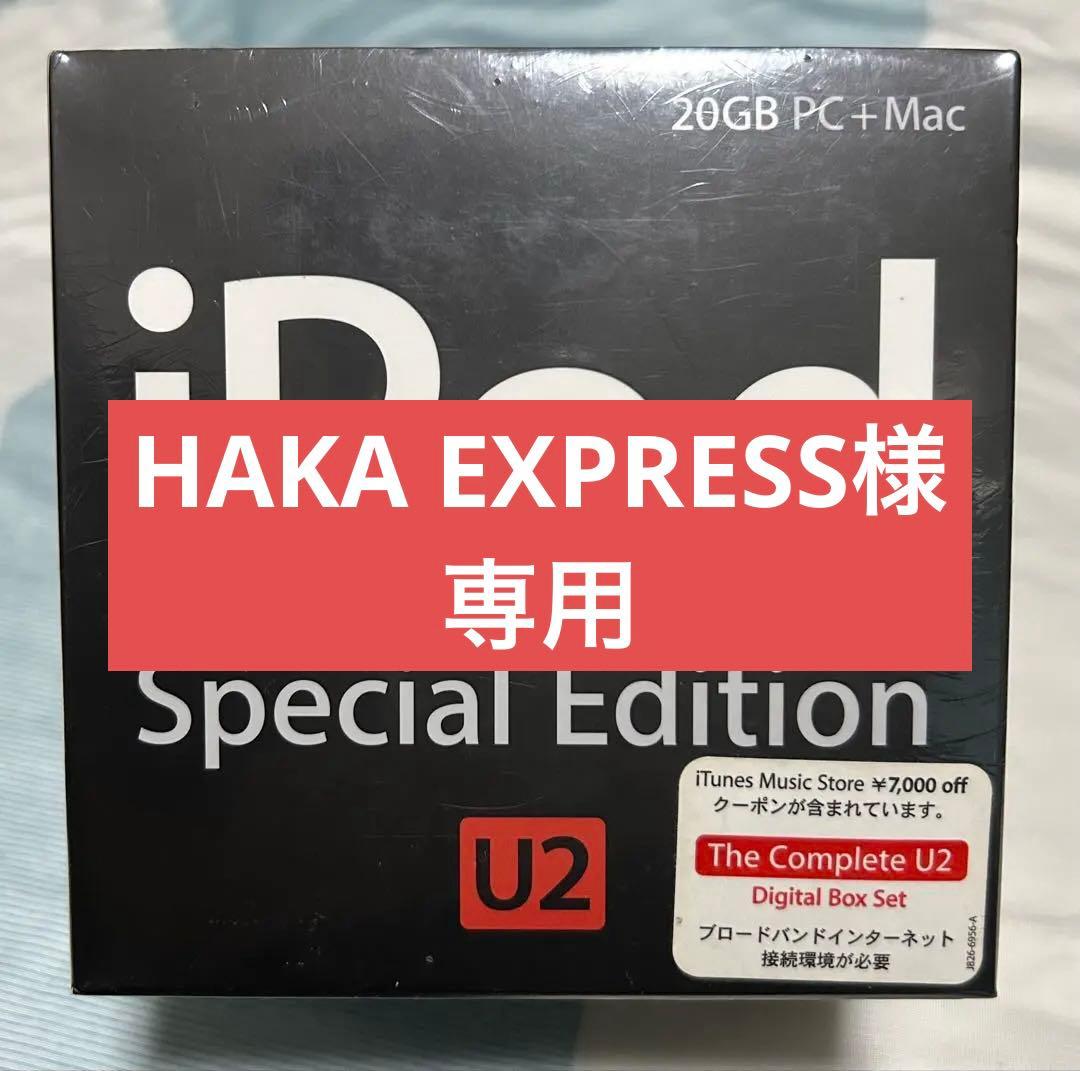 20GB PC+Mac
iPod
HAKA EXPRESS様
専用
Special Edition
U2
iTunes Music Store ¥7,000 off
クーポンが含まれています。
The Complete U2
Digital Box Set
ブロードバンドインターネット
接続環境が必要
J826-6956-A